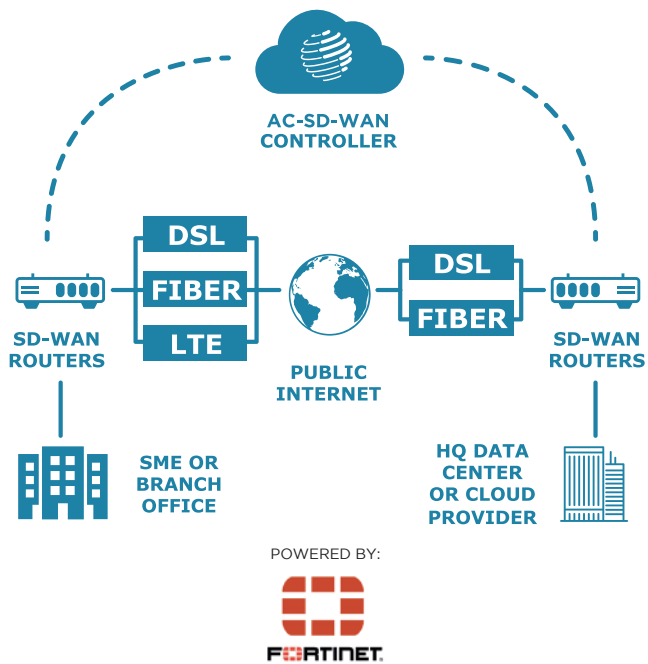 AC-SD-WAN
CONTROLLER
DSL
FIBER
LTE
DSL
FIBER
SD-WAN
ROUTERS
PUBLIC
INTERNET
SD-WAN
ROUTERS
SME OR
BRANCH
OFFICE
HQ DATA
CENTER
OR CLOUD
PROVIDER
POWERED BY:
FORTINET